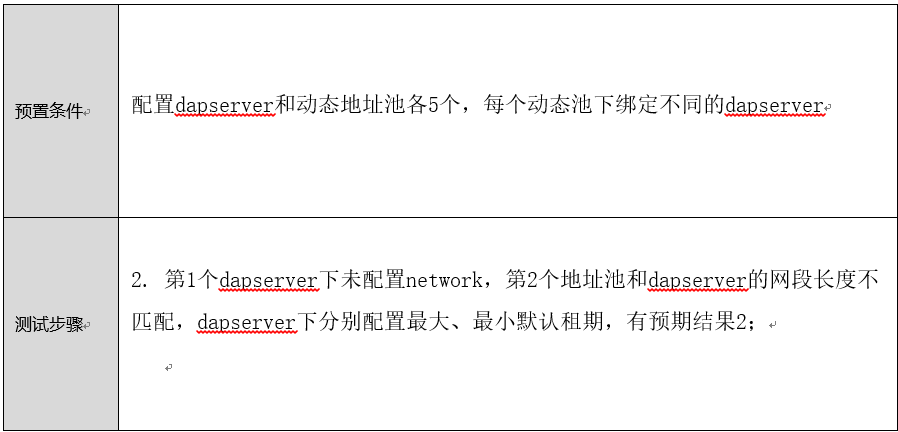 预置条件
配置dapserver和动态地址池各5个，每个动态池下绑定不同的dapserver
测试步骤
2. 第1个dapserver下未配置network，第2个地址池和dapserver的网段长度不
匹配，dapserver下分别配置最大、最小默认租期，有预期结果2；